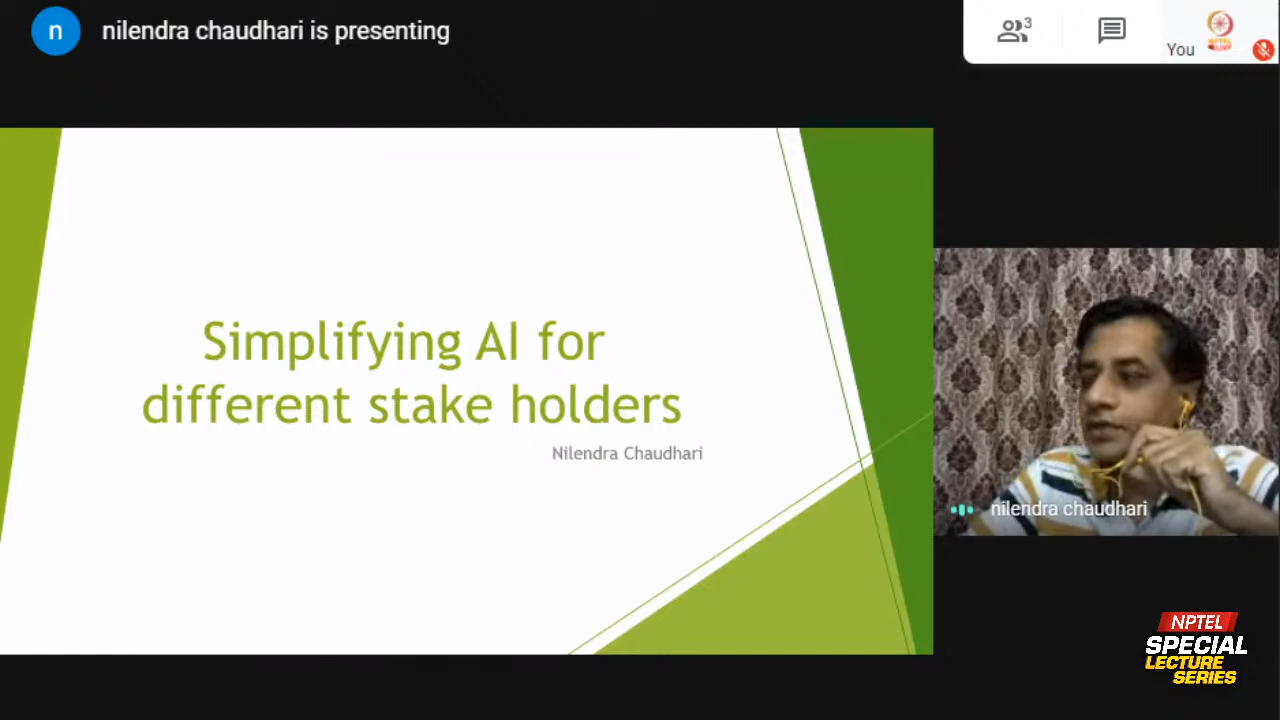 n
nilendra chaudhari is presenting
3
You
Simplifying AI for
different stake holders
Nilendra Chaudhari
nilendra chaudhari
NPTEL
SPECIAL
LECTURE
SERIES